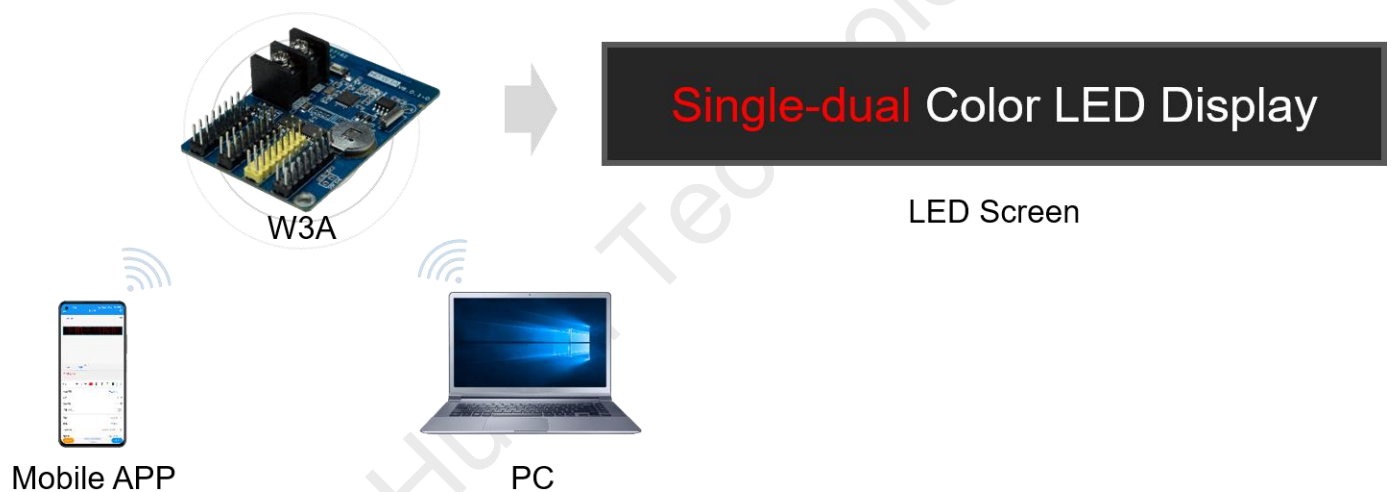 Single-dual Color LED Display
W3A
LED Screen
Mobile APP
PC